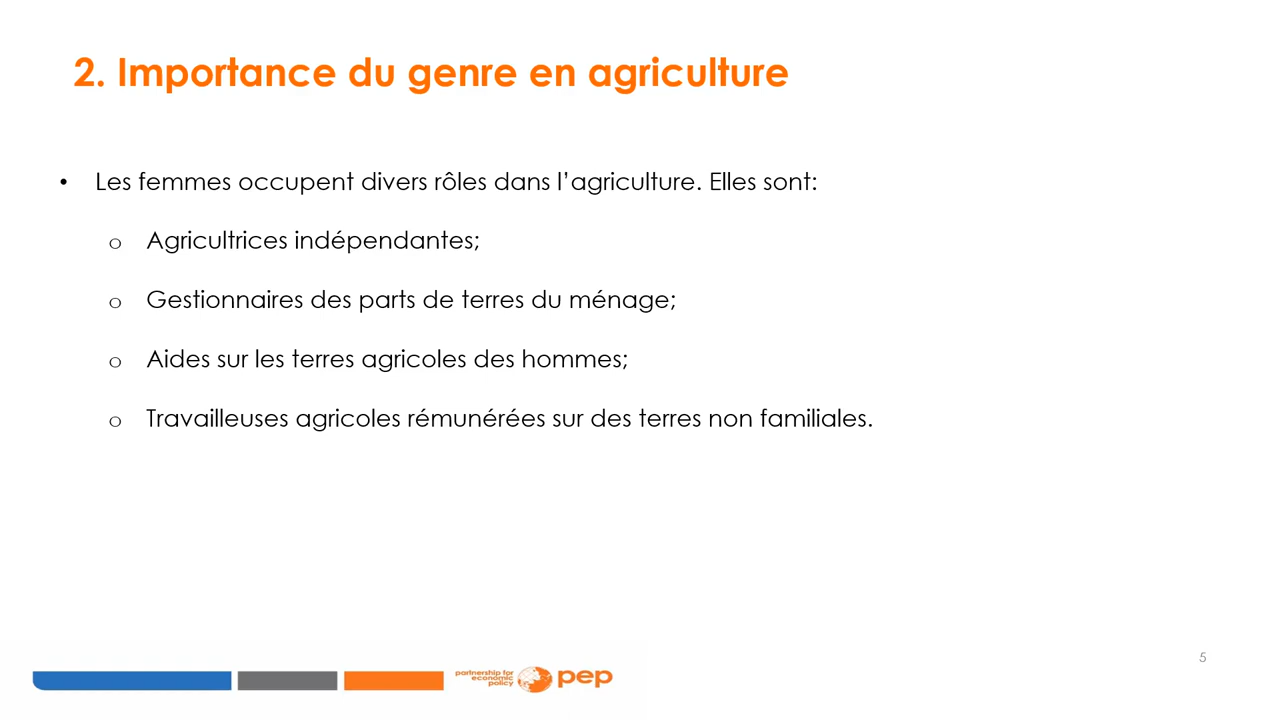 2. Importance du genre en agriculture
• Les femmes occupent divers rôles dans l’agriculture. Elles sont:
o Agricultrices indépendantes;
o Gestionnaires des parts de terres du ménage;
o Aides sur les terres agricoles des hommes;
o Travailleuses agricoles rémunérées sur des terres non familiales.
partnership for
economic
policy
pep
5